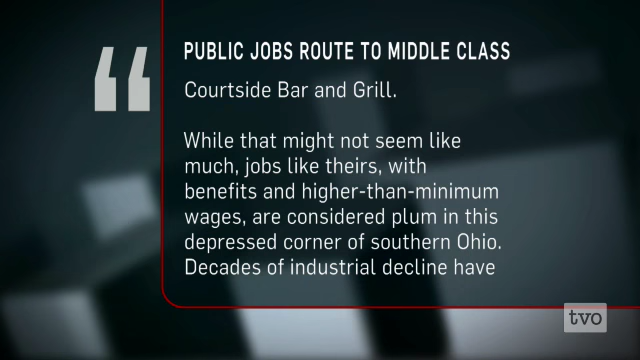 PUBLIC JOBS ROUTE TO MIDDLE CLASS
Courtside Bar and Grill.
While that might not seem like
much, jobs like theirs, with
benefits and higher-than-minimum
wages, are considered plum in this
depressed corner of southern Ohio.
Decades of industrial decline have
tvo